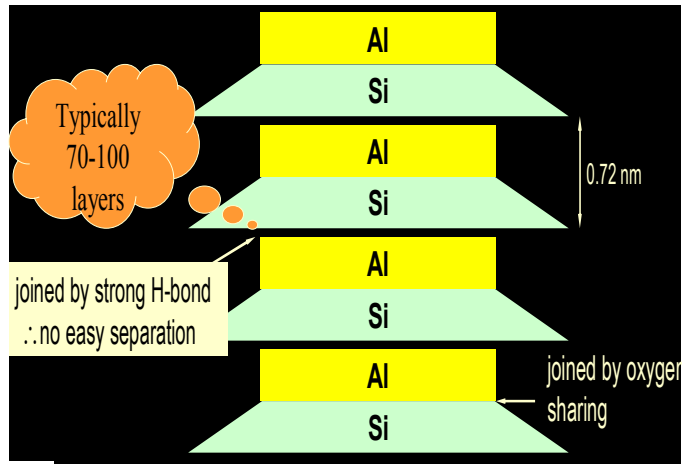 Al
Si
Typically
70-100
layers
Al
Si
0.72 nm
joined by strong H-bond
∴no easy separation
Al
Si
Al
Si
joined by oxygen
sharing